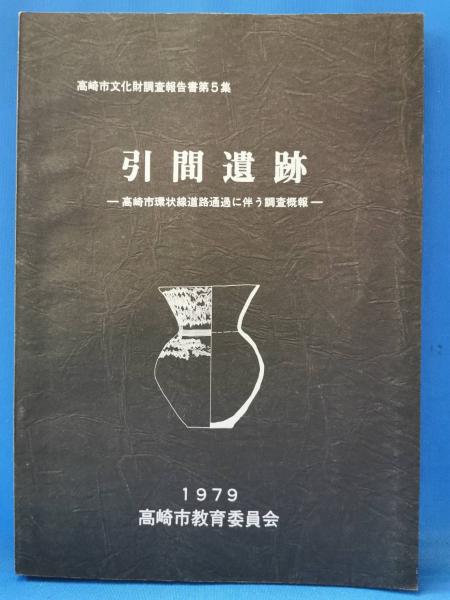 高崎市文化財調査報告書第5集
引間遺跡
―高崎市環状線道路通過に伴う調査概報―
1979
高崎市教育委員会